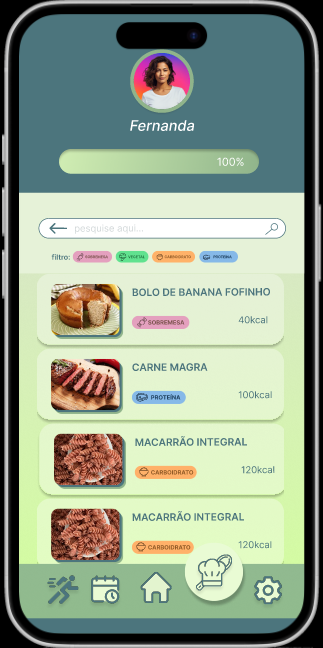 Fernanda
100%
pesquise aqui...
filtro: SOBREMESA VEGETAL CARBOIDRATO PROTEÍNA
BOLO DE BANANA FOFINHO
SOBREMESA 40kcal
CARNE MAGRA
PROTEÍNA 100kcal
MACARRÃO INTEGRAL
CARBOIDRATO 120kcal
MACARRÃO INTEGRAL
CARBOIDRATO 120kcal